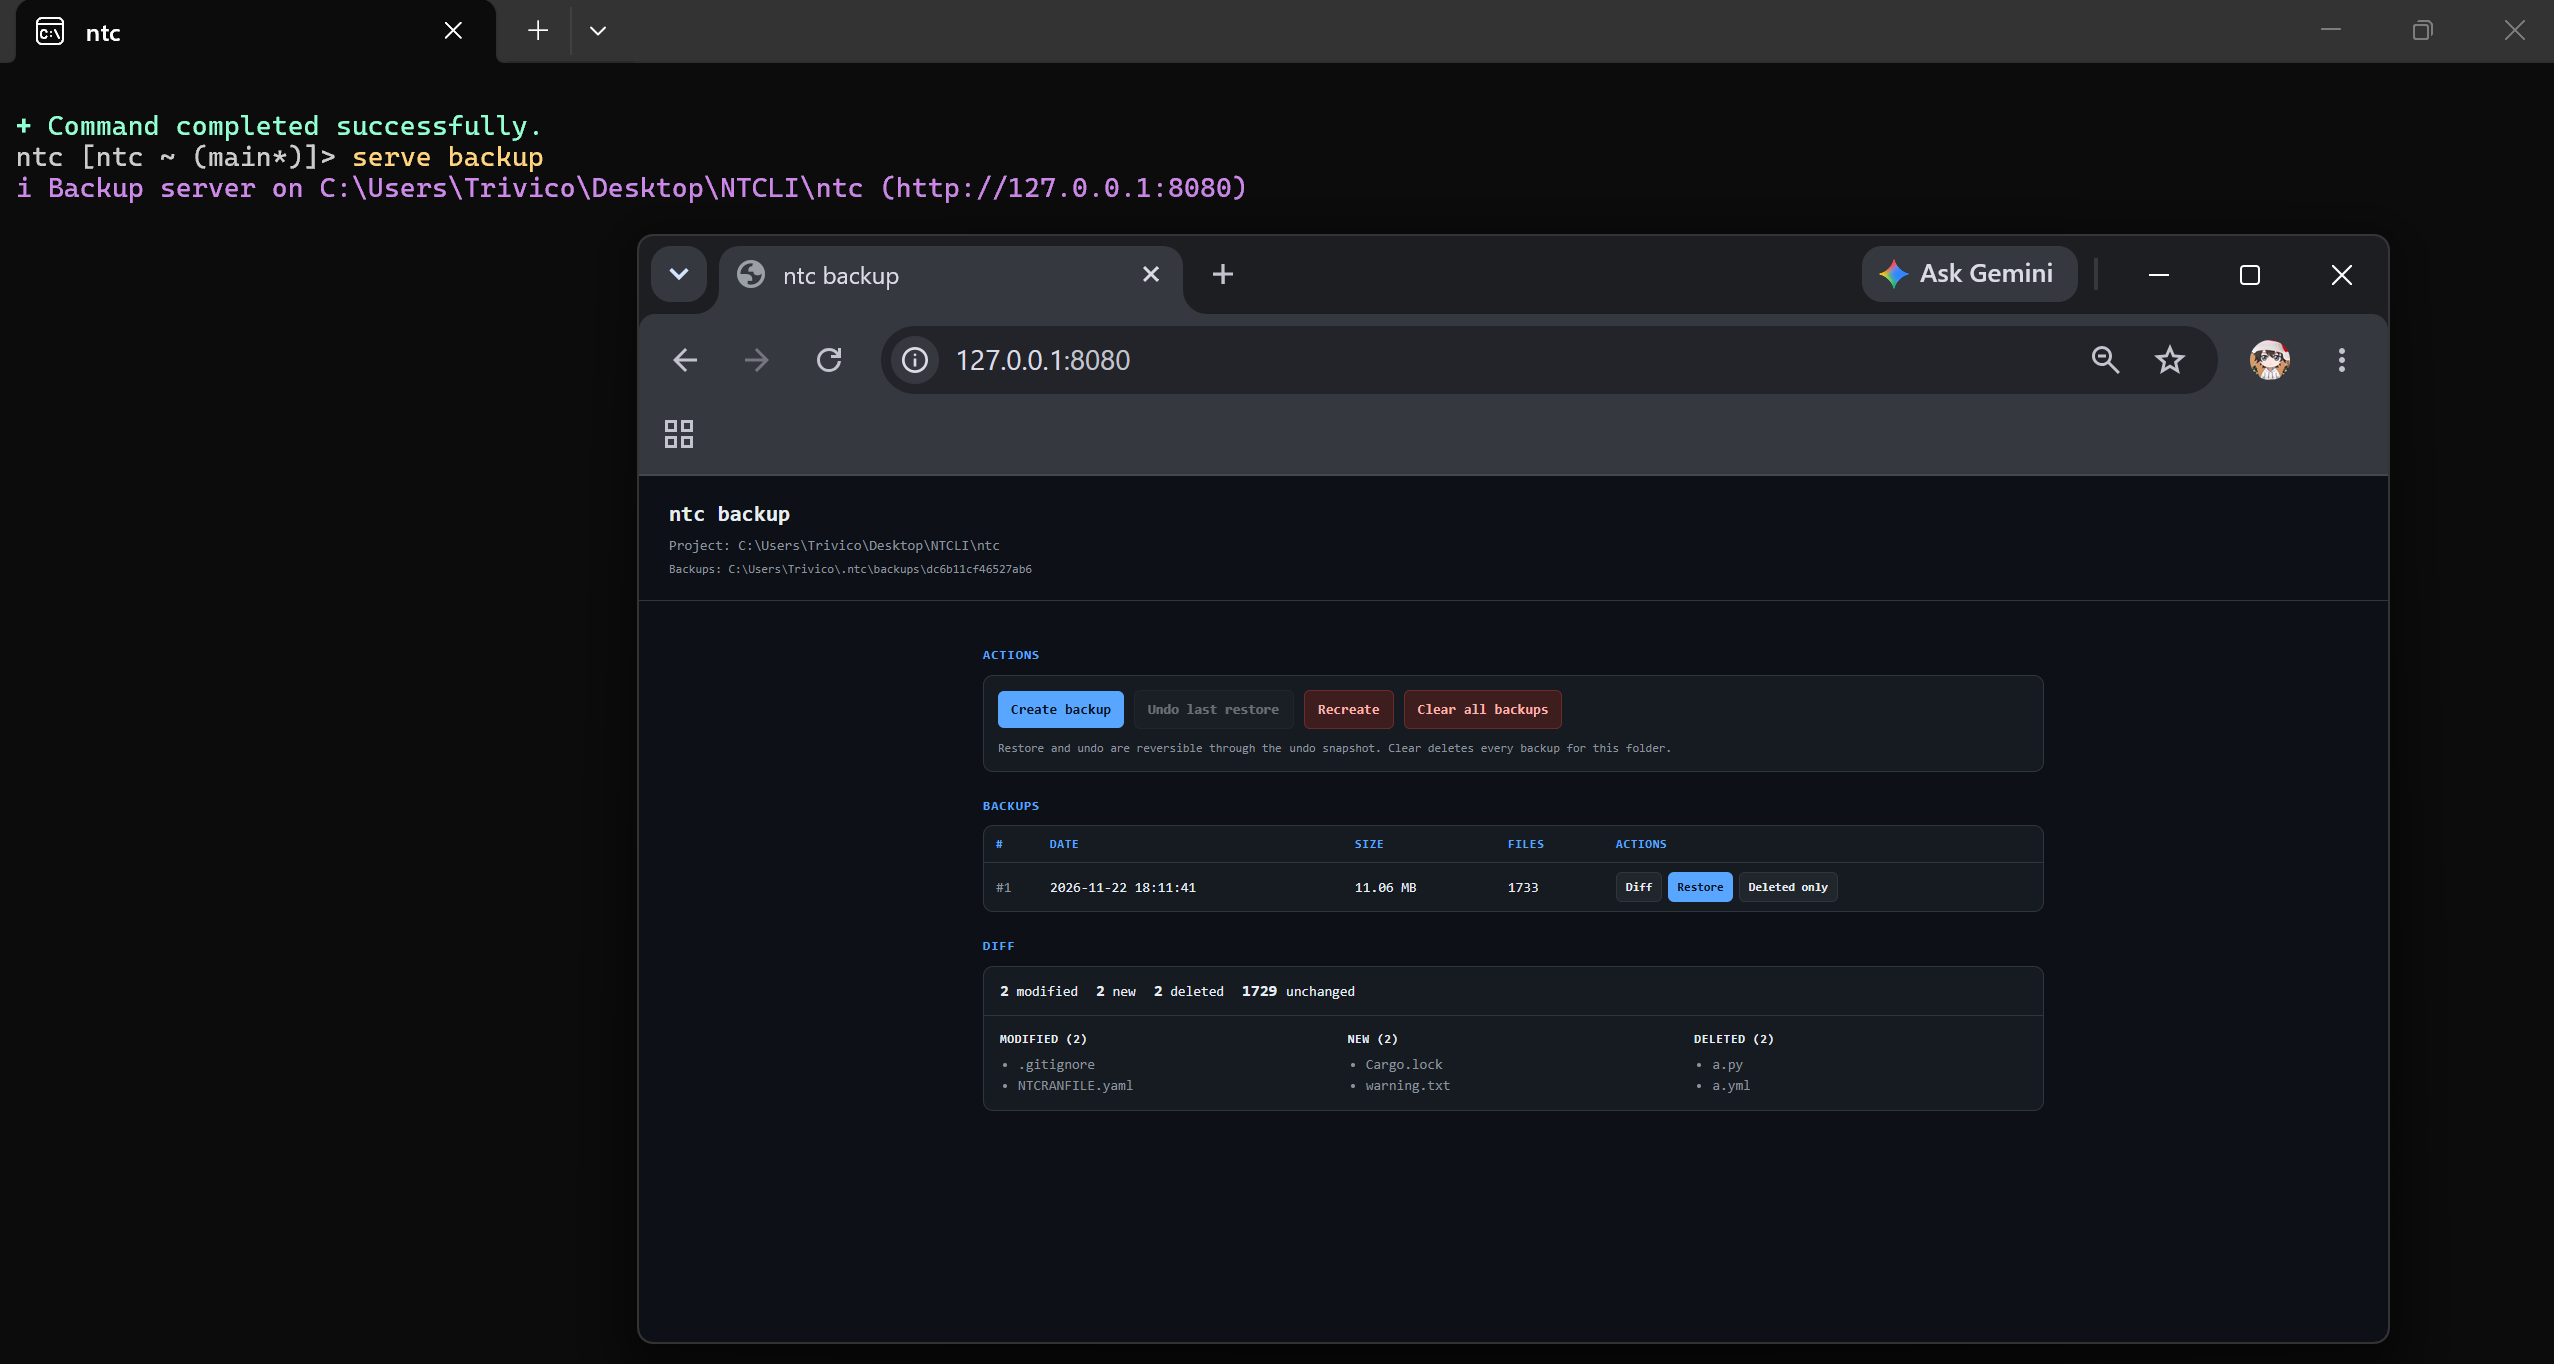 ntc
+ Command completed successfully.
ntc [ntc ~ (main*)]> serve backup
i Backup server on C:\Users\Trivico\Desktop\NTCLI\ntc (http://127.0.0.1:8080)
ntc backup
Ask Gemini
127.0.0.1:8080
ntc backup
Project: C:\Users\Trivico\Desktop\NTCLI\ntc
Backups: C:\Users\Trivico\.ntc\backups\dc6b11cf46527ab6
ACTIONS
Create backup Undo last restore Recreate Clear all backups
Restore and undo are reversible through the undo snapshot. Clear deletes every backup for this folder.
BACKUPS
# DATE SIZE FILES ACTIONS
#1 2026-11-22 18:11:41 11.06 MB 1733 Diff Restore Deleted only
DIFF
2 modified 2 new 2 deleted 1729 unchanged
MODIFIED (2) NEW (2) DELETED (2)
• .gitignore • Cargo.lock • a.py
• NTCRANFILE.yaml • warning.txt • a.yml